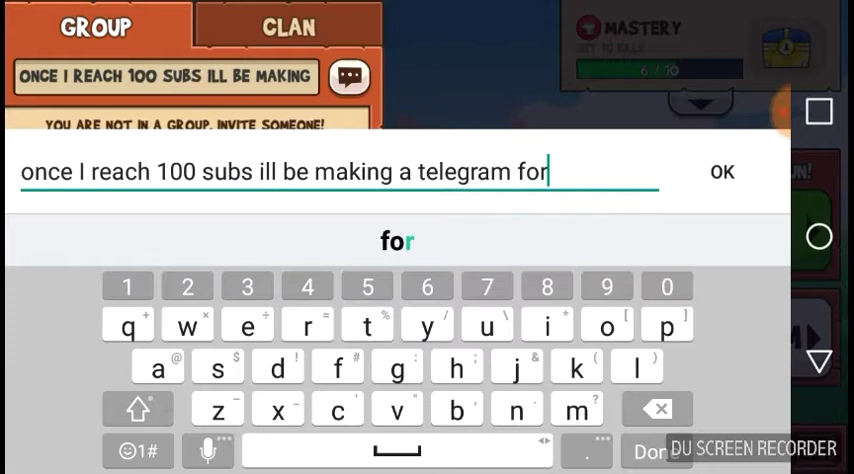 GROUP
CLAN
MASTERY
6 / 10
ONCE I REACH 100 SUBS ILL BE MAKING
YOU ARE NOT IN A GROUP. INVITE SOMEONE!
once I reach 100 subs ill be making a telegram for
OK
for
1 2 3 4 5 6 7 8 9 0
q + w × e ÷ r = t % y / u \ i * o [ p ]
a @ s $ d ! f # g : h ; j & k ( l )
z - x _ c ' v " b , n . m ?
☺1# ... .
Done
DU SCREEN RECORDER